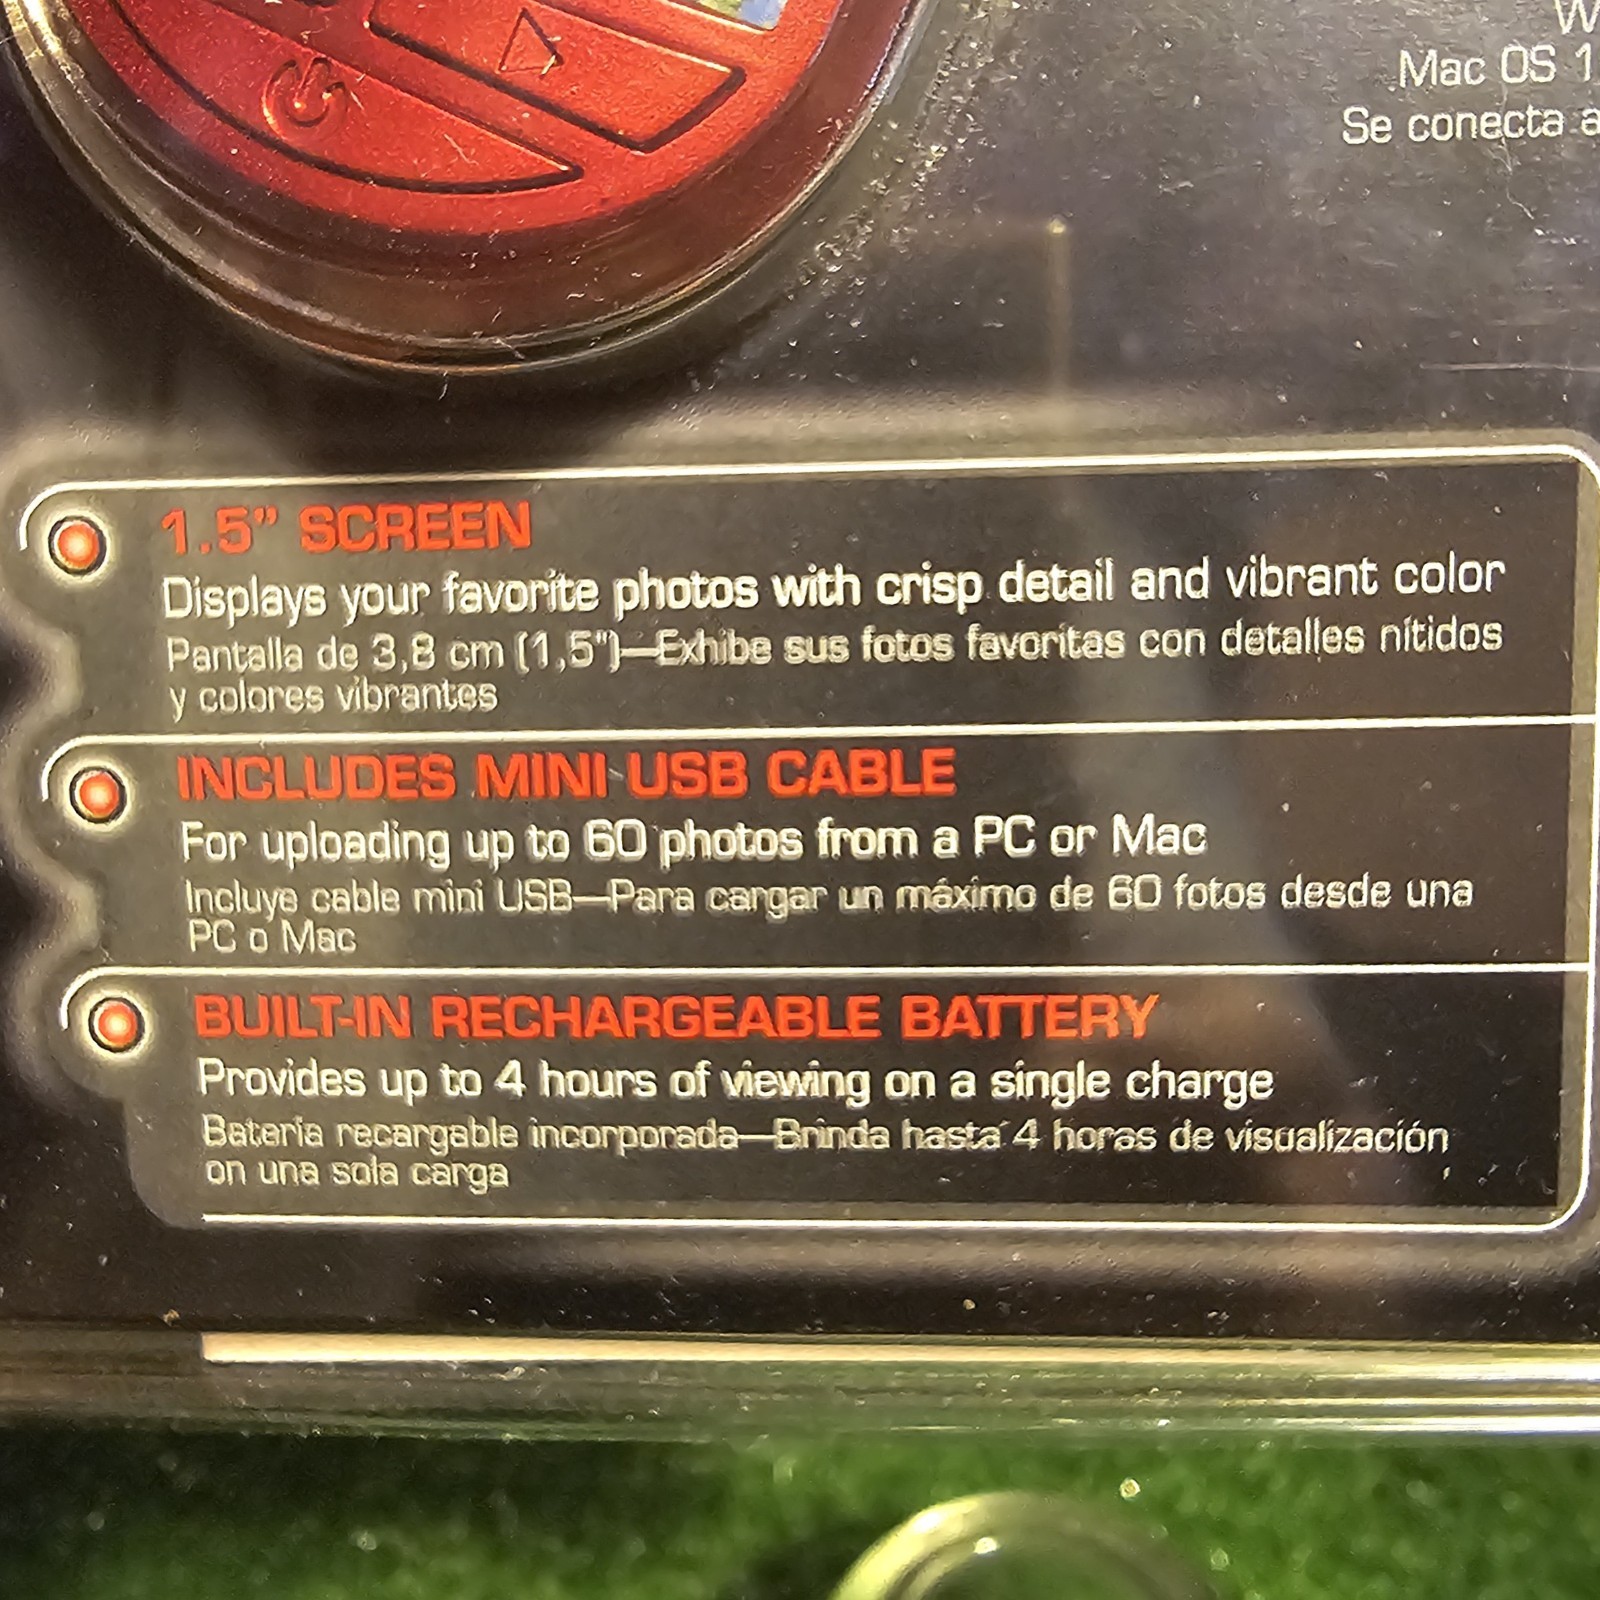 Mac OS 1
Se conecta a
1.5" SCREEN
Displays your favorite photos with crisp detail and vibrant color
Pantalla de 3,8 cm (1,5")—Exhibe sus fotos favoritas con detalles nítidos
y colores vibrantes
INCLUDES MINI USB CABLE
For uploading up to 60 photos from a PC or Mac
Incluye cable mini USB—Para cargar un máximo de 60 fotos desde una
PC o Mac
BUILT-IN RECHARGEABLE BATTERY
Provides up to 4 hours of viewing on a single charge
Batería recargable incorporada—Brinda hasta 4 horas de visualización
on una sola carga